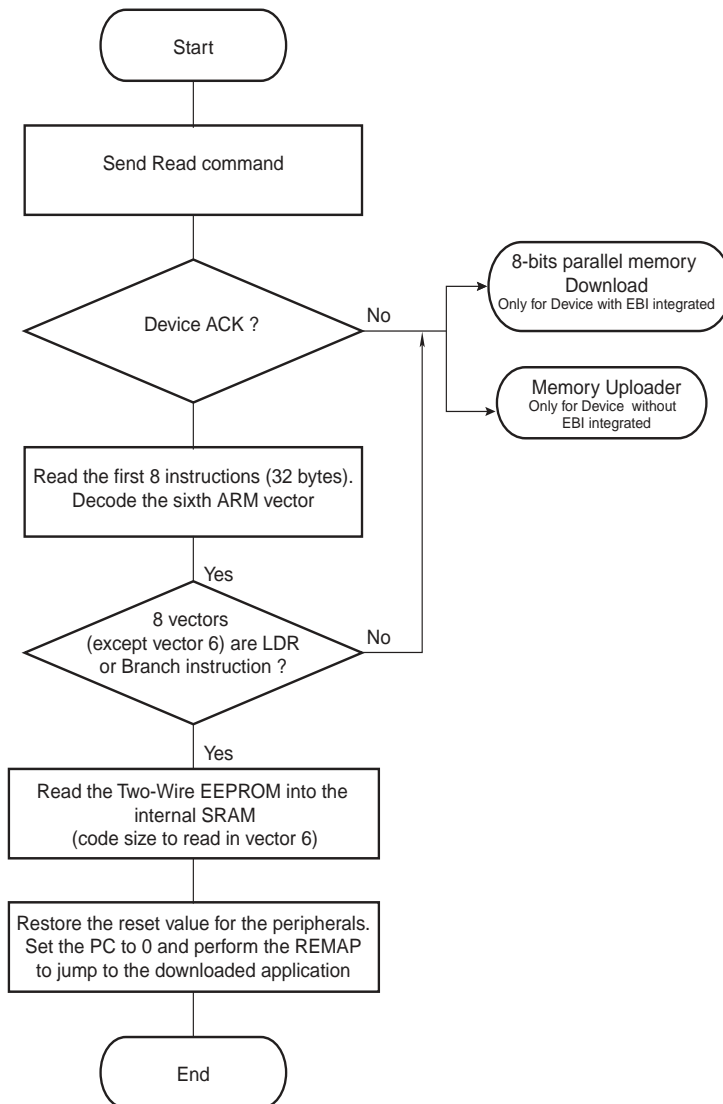 Start
Send Read command
Device ACK ?
No
8-bits parallel memory
Download
Only for Device with EBI integrated
Memory Uploader
Only for Device without
EBI integrated
Read the first 8 instructions (32 bytes).
Decode the sixth ARM vector
Yes
8 vectors
(except vector 6) are LDR
or Branch instruction ?
No
Yes
Read the Two-Wire EEPROM into the
internal SRAM
(code size to read in vector 6)
Restore the reset value for the peripherals.
Set the PC to 0 and perform the REMAP
to jump to the downloaded application
End